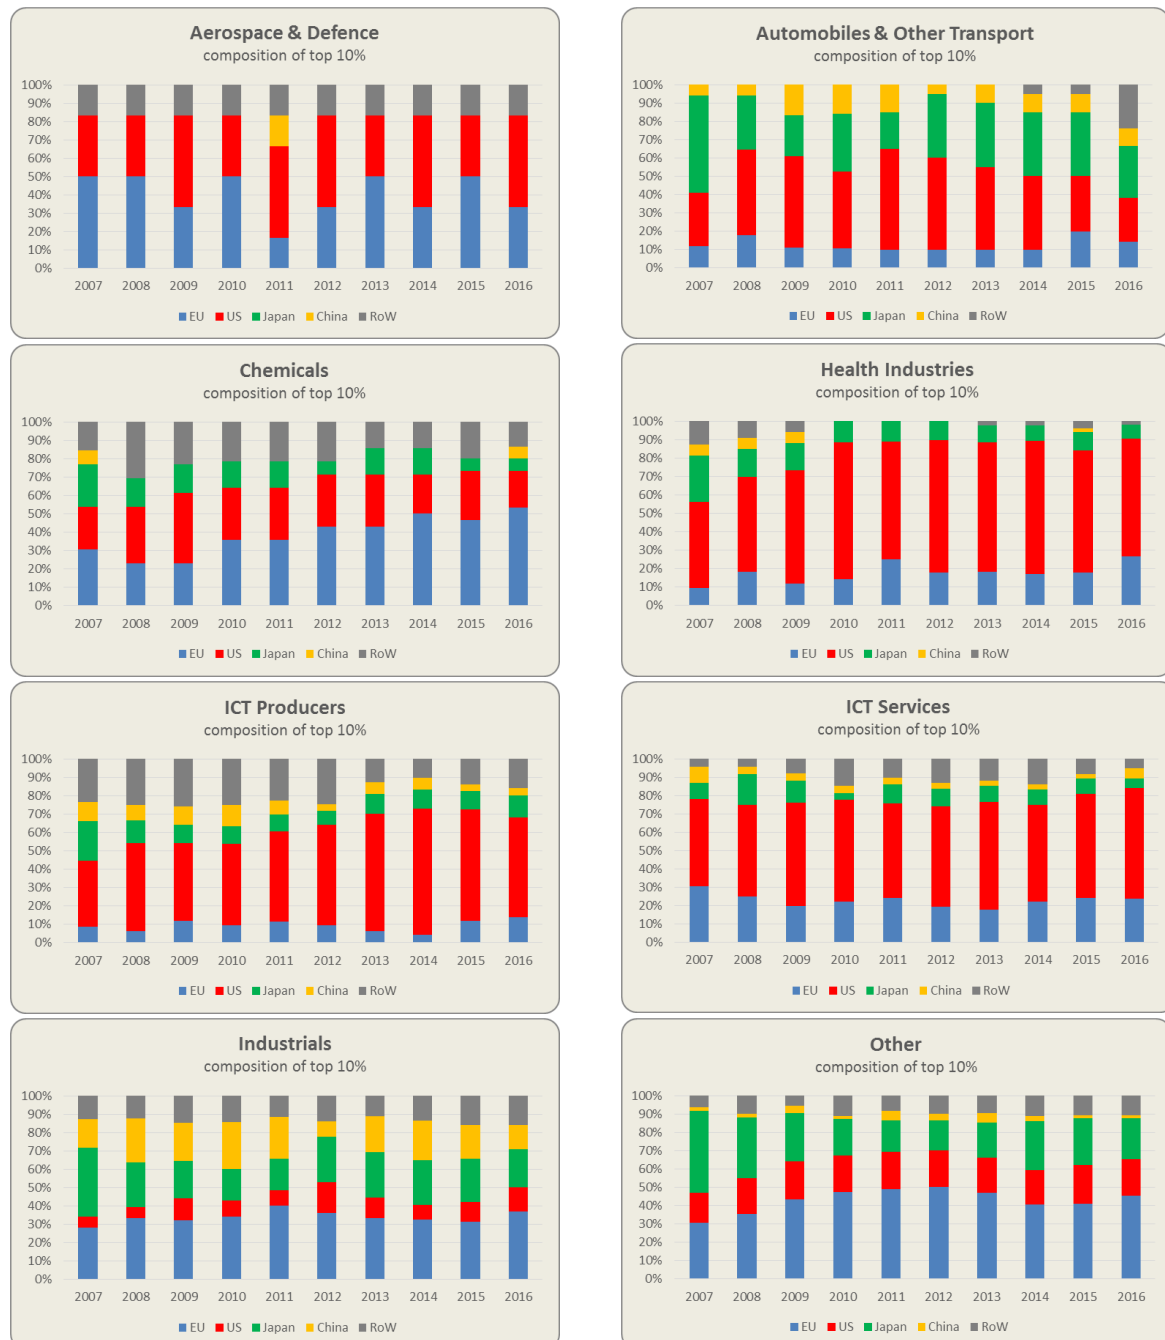 Aerospace & Defence
composition of top 10%
100%
90%
80%
70%
60%
50%
40%
30%
20%
10%
0%
2007 2008 2009 2010 2011 2012 2013 2014 2015 2016
EU US Japan China RoW
Automobiles & Other Transport
composition of top 10%
100%
90%
80%
70%
60%
50%
40%
30%
20%
10%
0%
2007 2008 2009 2010 2011 2012 2013 2014 2015 2016
EU US Japan China RoW
Chemicals
composition of top 10%
100%
90%
80%
70%
60%
50%
40%
30%
20%
10%
0%
2007 2008 2009 2010 2011 2012 2013 2014 2015 2016
EU US Japan China RoW
Health Industries
composition of top 10%
100%
90%
80%
70%
60%
50%
40%
30%
20%
10%
0%
2007 2008 2009 2010 2011 2012 2013 2014 2015 2016
EU US Japan China RoW
ICT Producers
composition of top 10%
100%
90%
80%
70%
60%
50%
40%
30%
20%
10%
0%
2007 2008 2009 2010 2011 2012 2013 2014 2015 2016
EU US Japan China RoW
ICT Services
composition of top 10%
100%
90%
80%
70%
60%
50%
40%
30%
20%
10%
0%
2007 2008 2009 2010 2011 2012 2013 2014 2015 2016
EU US Japan China RoW
Industrials
composition of top 10%
100%
90%
80%
70%
60%
50%
40%
30%
20%
10%
0%
2007 2008 2009 2010 2011 2012 2013 2014 2015 2016
EU US Japan China RoW
Other
composition of top 10%
100%
90%
80%
70%
60%
50%
40%
30%
20%
10%
0%
2007 2008 2009 2010 2011 2012 2013 2014 2015 2016
EU US Japan China RoW